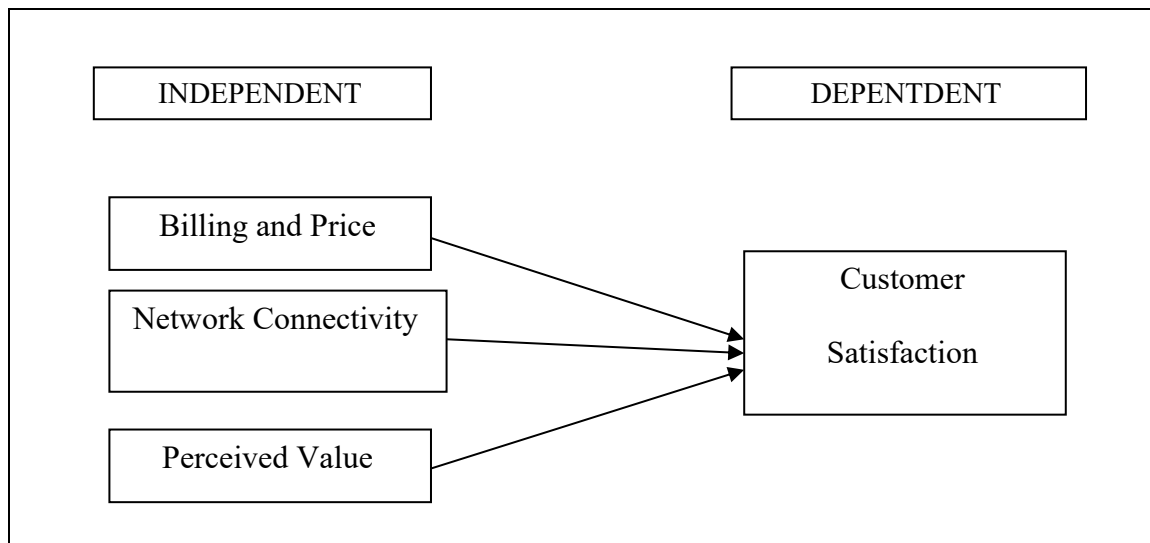 INDEPENDENT
DEPENTDENT
Billing and Price
Network Connectivity
Perceived Value
Customer
Satisfaction